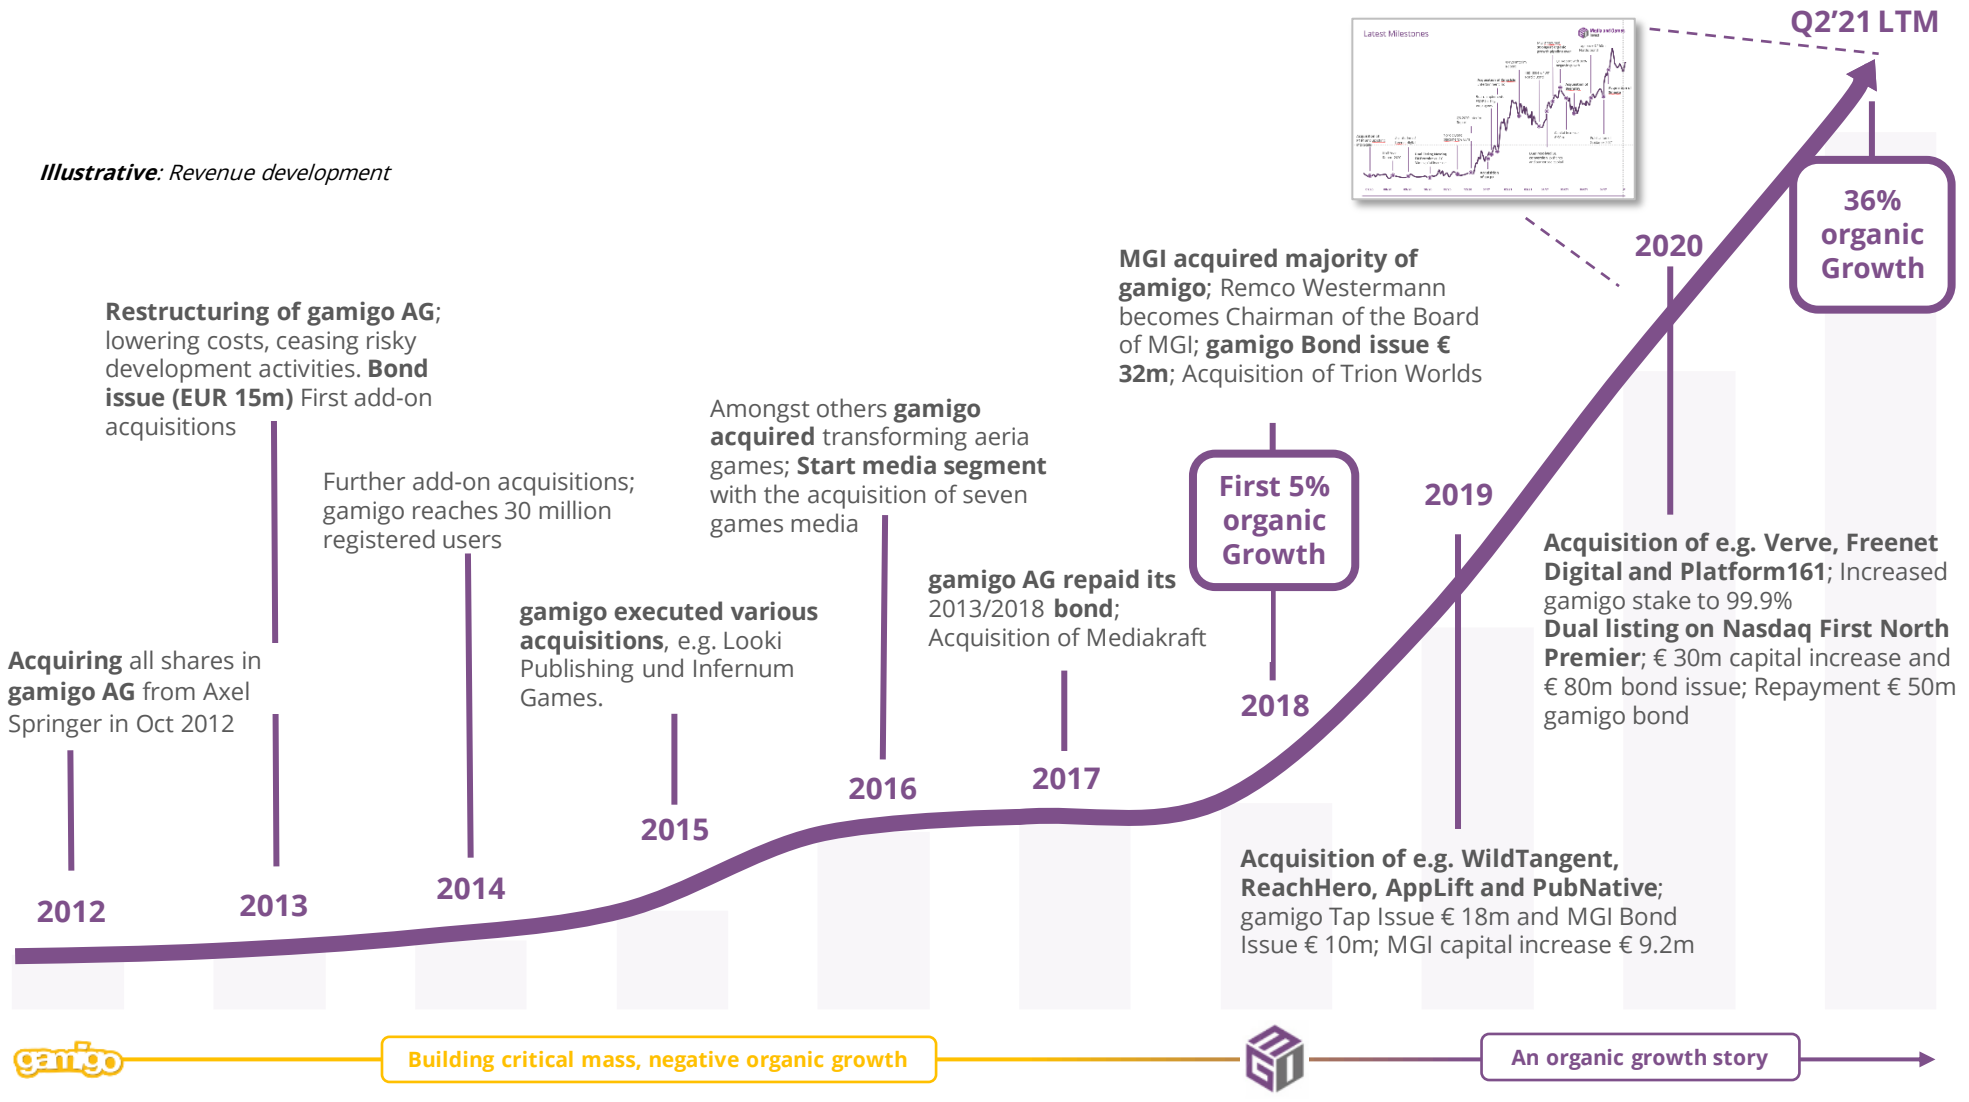 Q2’21 LTM
Latest Milestones
Media and Games
Illustrative: Revenue development
36%
organic
Growth
2020
MGI acquired majority of
gamigo; Remco Westermann
becomes Chairman of the Board
of MGI; gamigo Bond issue €
32m; Acquisition of Trion Worlds
Restructuring of gamigo AG;
lowering costs, ceasing risky
development activities. Bond
issue (EUR 15m) First add-on
acquisitions
Amongst others gamigo
acquired transforming aeria
games; Start media segment
with the acquisition of seven
games media
Further add-on acquisitions;
gamigo reaches 30 million
registered users
First 5%
organic
Growth
2019
Acquisition of e.g. Verve, Freenet
Digital and Platform161; Increased
gamigo stake to 99.9%
Dual listing on Nasdaq First North
Premier; € 30m capital increase and
€ 80m bond issue; Repayment € 50m
gamigo bond
gamigo AG repaid its
2013/2018 bond;
Acquisition of Mediakraft
gamigo executed various
acquisitions, e.g. Looki
Publishing und Infernum
Games.
Acquiring all shares in
gamigo AG from Axel
Springer in Oct 2012
2018
2017
2016
2015
2014
2013
2012
Acquisition of e.g. WildTangent,
ReachHero, AppLift and PubNative;
gamigo Tap Issue € 18m and MGI Bond
Issue € 10m; MGI capital increase € 9.2m
gamigo
Building critical mass, negative organic growth
MGI
An organic growth story